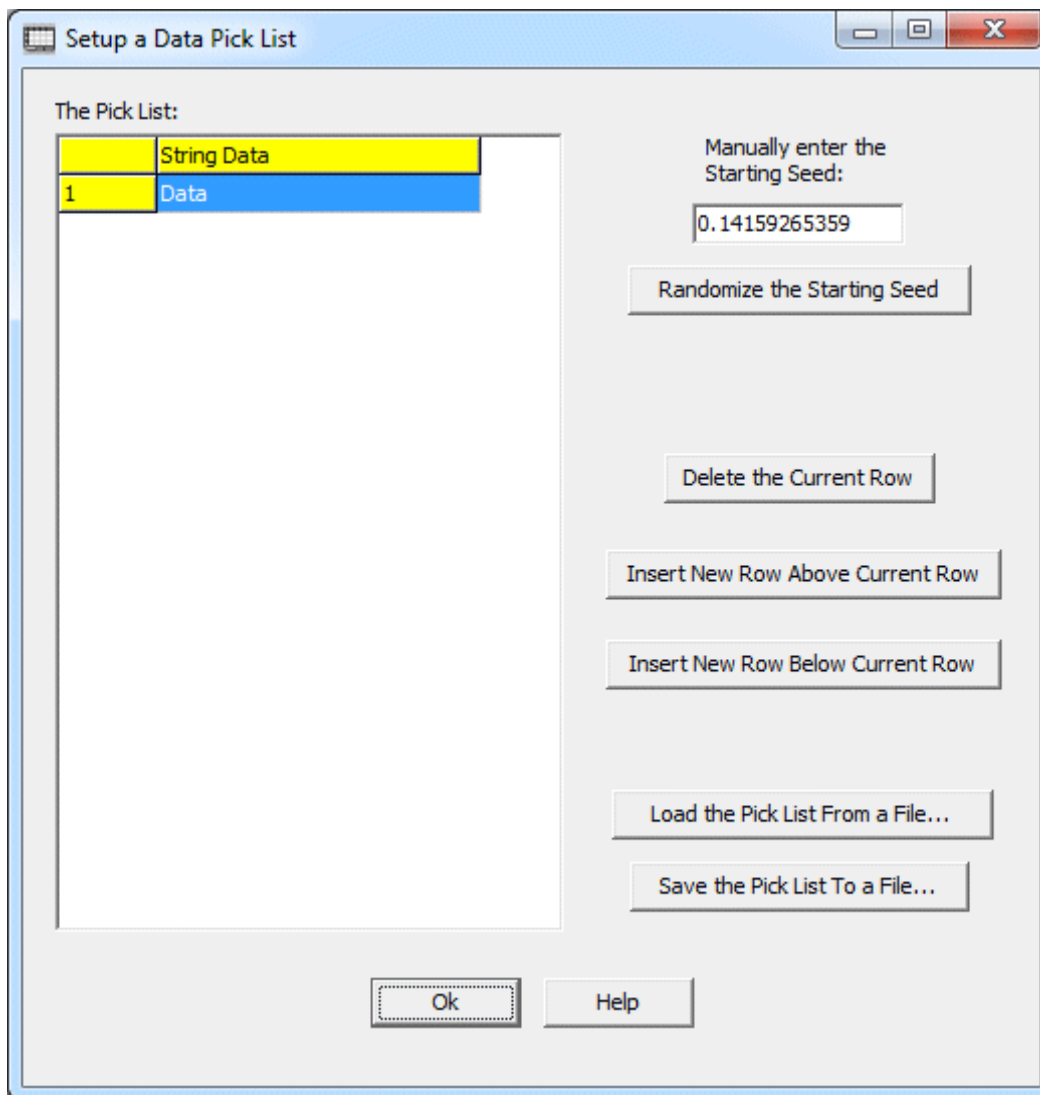 Setup a Data Pick List
The Pick List:
String Data
1 Data
Manually enter the
Starting Seed:
0.14159265359
Randomize the Starting Seed
Delete the Current Row
Insert New Row Above Current Row
Insert New Row Below Current Row
Load the Pick List From a File...
Save the Pick List To a File...
Ok Help